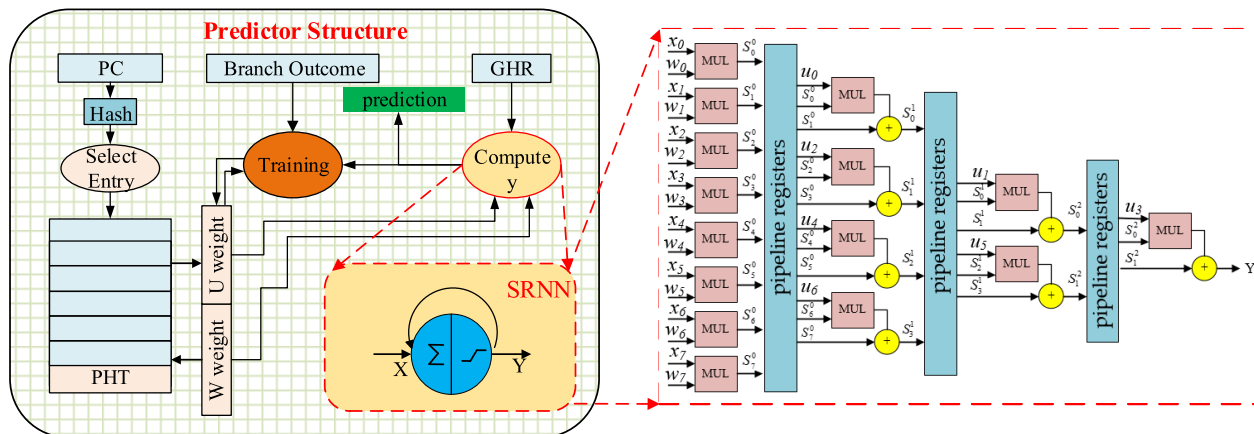 Predictor Structure
PC
Branch Outcome
GHR
Hash
prediction
Select
Entry
Training
Compute
y
U weight
W weight
PHT
SRNN
X
Σ
Y
x₀
w₀
MUL
S₀⁰
x₁
w₁
MUL
S₁⁰
x₂
w₂
MUL
S₂⁰
x₃
w₃
MUL
S₃⁰
x₄
w₄
MUL
S₄⁰
x₅
w₅
MUL
S₅⁰
x₆
w₆
MUL
S₆⁰
x₇
w₇
MUL
S₇⁰
pipeline registers
u₀
S₀⁰
MUL
S₁⁰
+
S₀¹
u₂
S₂⁰
MUL
S₃⁰
+
S₁¹
u₄
S₄⁰
MUL
S₅⁰
+
S₂¹
u₆
S₆⁰
MUL
S₇⁰
+
S₃¹
pipeline registers
u₁
S₀¹
MUL
S₁¹
+
S₀²
u₅
S₂¹
MUL
S₃¹
+
S₁²
pipeline registers
u₃
S₀²
MUL
S₁²
+
Y